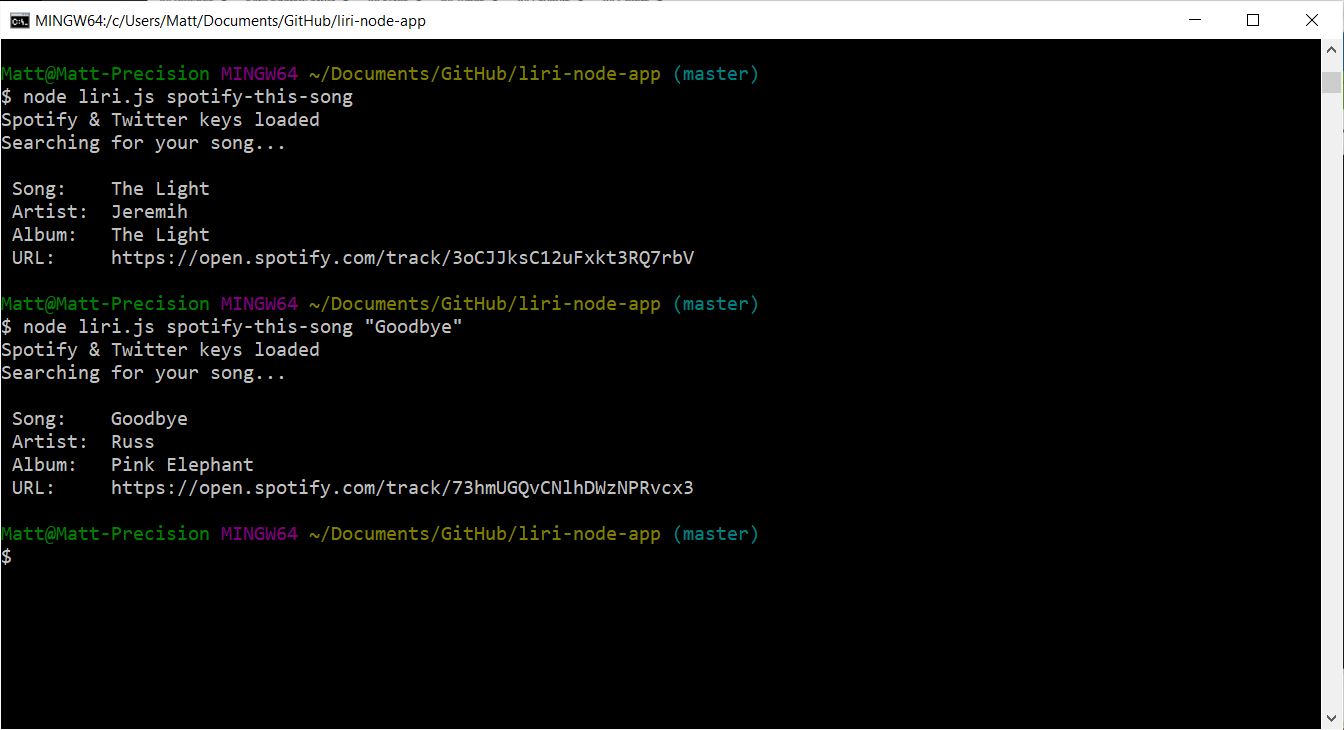 MINGW64:/c/Users/Matt/Documents/GitHub/liri-node-app
Matt@Matt-Precision MINGW64 ~/Documents/GitHub/liri-node-app (master)
$ node liri.js spotify-this-song
Spotify & Twitter keys loaded
Searching for your song...
Song: The Light
Artist: Jeremih
Album: The Light
URL: https://open.spotify.com/track/3oCJJksC12uFxkt3RQ7rbV
Matt@Matt-Precision MINGW64 ~/Documents/GitHub/liri-node-app (master)
$ node liri.js spotify-this-song "Goodbye"
Spotify & Twitter keys loaded
Searching for your song...
Song: Goodbye
Artist: Russ
Album: Pink Elephant
URL: https://open.spotify.com/track/73hmUGQvCNlhDWzNPRvcx3
Matt@Matt-Precision MINGW64 ~/Documents/GitHub/liri-node-app (master)
$